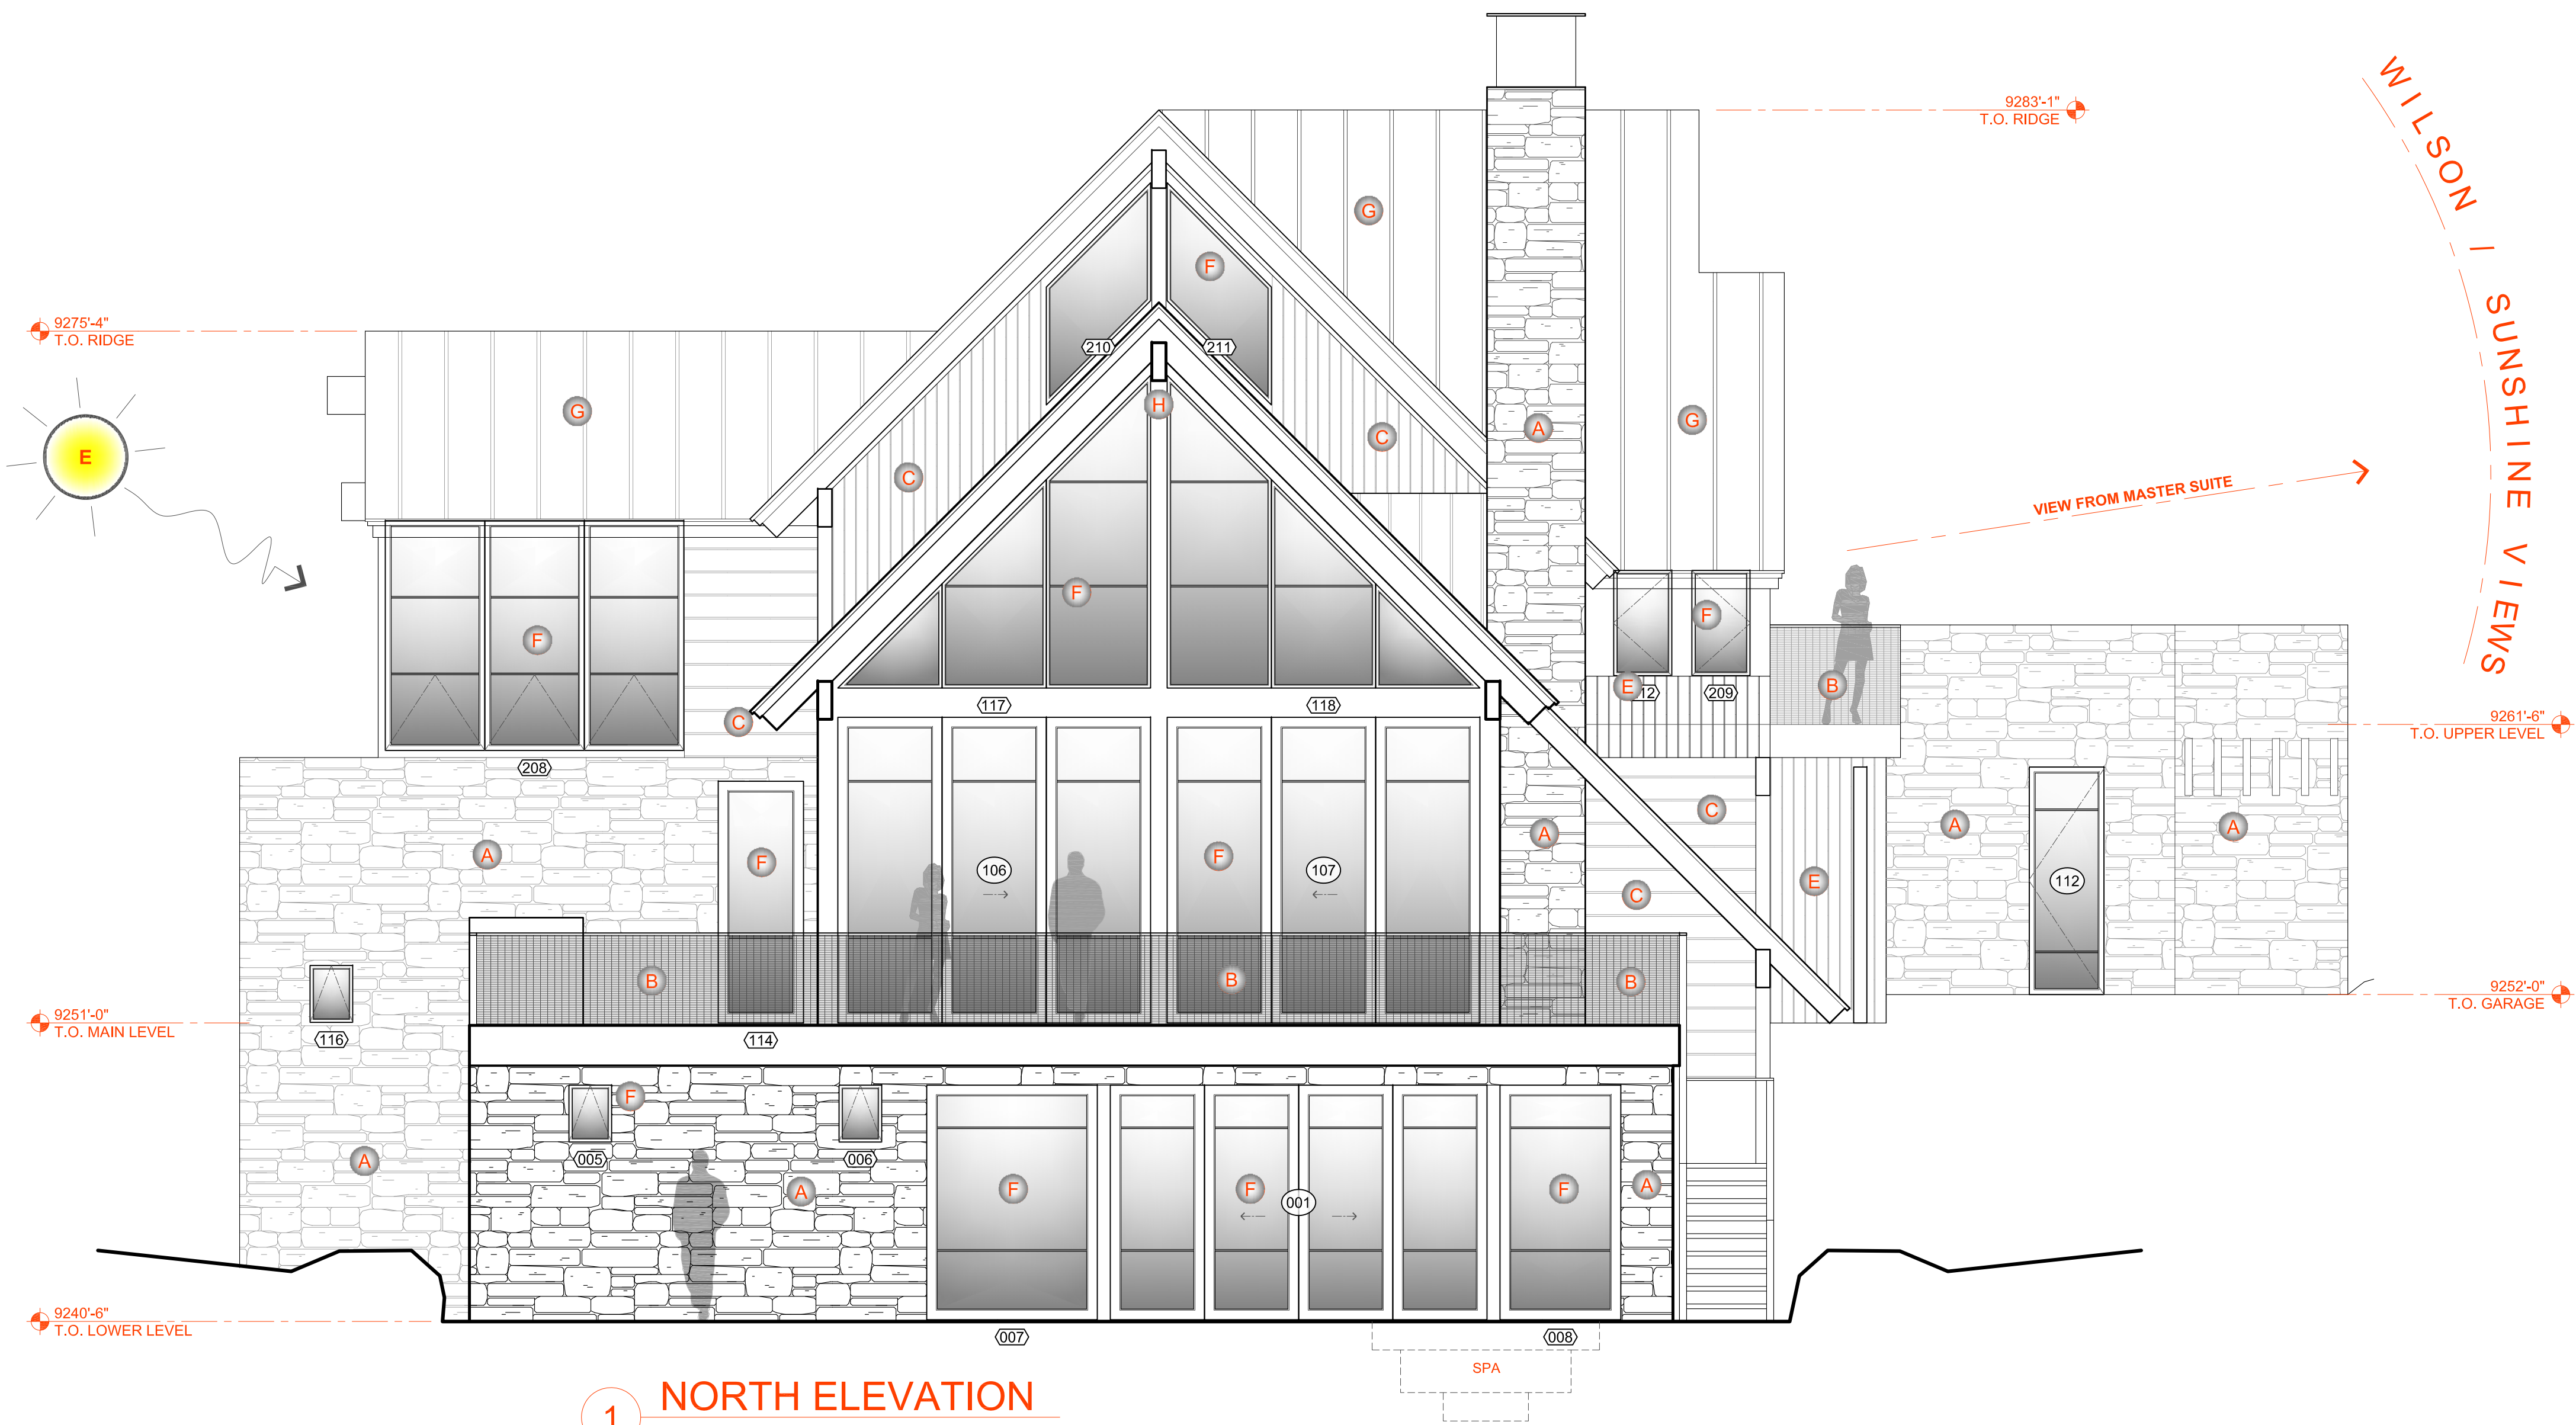 9283'-1"
T.O. RIDGE
WILSON / SUNSHINE VIEWS
G
F
9275'-4"
T.O. RIDGE
210
211
G
H
G
A
C
C
E
VIEW FROM MASTER SUITE
F
F
F
E
12
209
B
117
118
C
9261'-6"
T.O. UPPER LEVEL
208
C
A
A
A
A
F
F
106
107
C
E
112
B
B
B
9252'-0"
T.O. GARAGE
9251'-0"
T.O. MAIN LEVEL
116
114
F
005
006
A
A
F
F
001
F
A
9240'-6"
T.O. LOWER LEVEL
007
008
SPA
1
NORTH ELEVATION